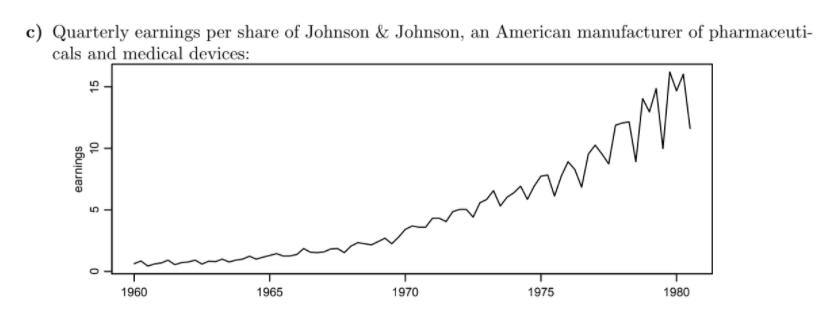 c) Quarterly earnings per share of Johnson & Johnson, an American manufacturer of pharmaceuti-
cals and medical devices:
15
10
5
0
earnings
1960 1965 1970 1975 1980